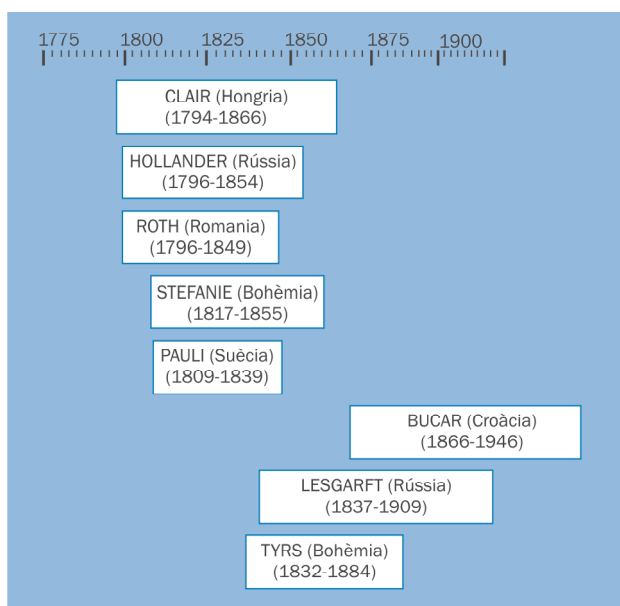 1775 1800 1825 1850 1875 1900
CLAIR (Hongria)
(1794-1866)
HOLLANDER (Rússia)
(1796-1854)
ROTH (Romania)
(1796-1849)
STEFANIE (Bohèmia)
(1817-1855)
PAULI (Suècia)
(1809-1839)
BUCAR (Croàcia)
(1866-1946)
LESGARFT (Rússia)
(1837-1909)
TYRS (Bohèmia)
(1832-1884)